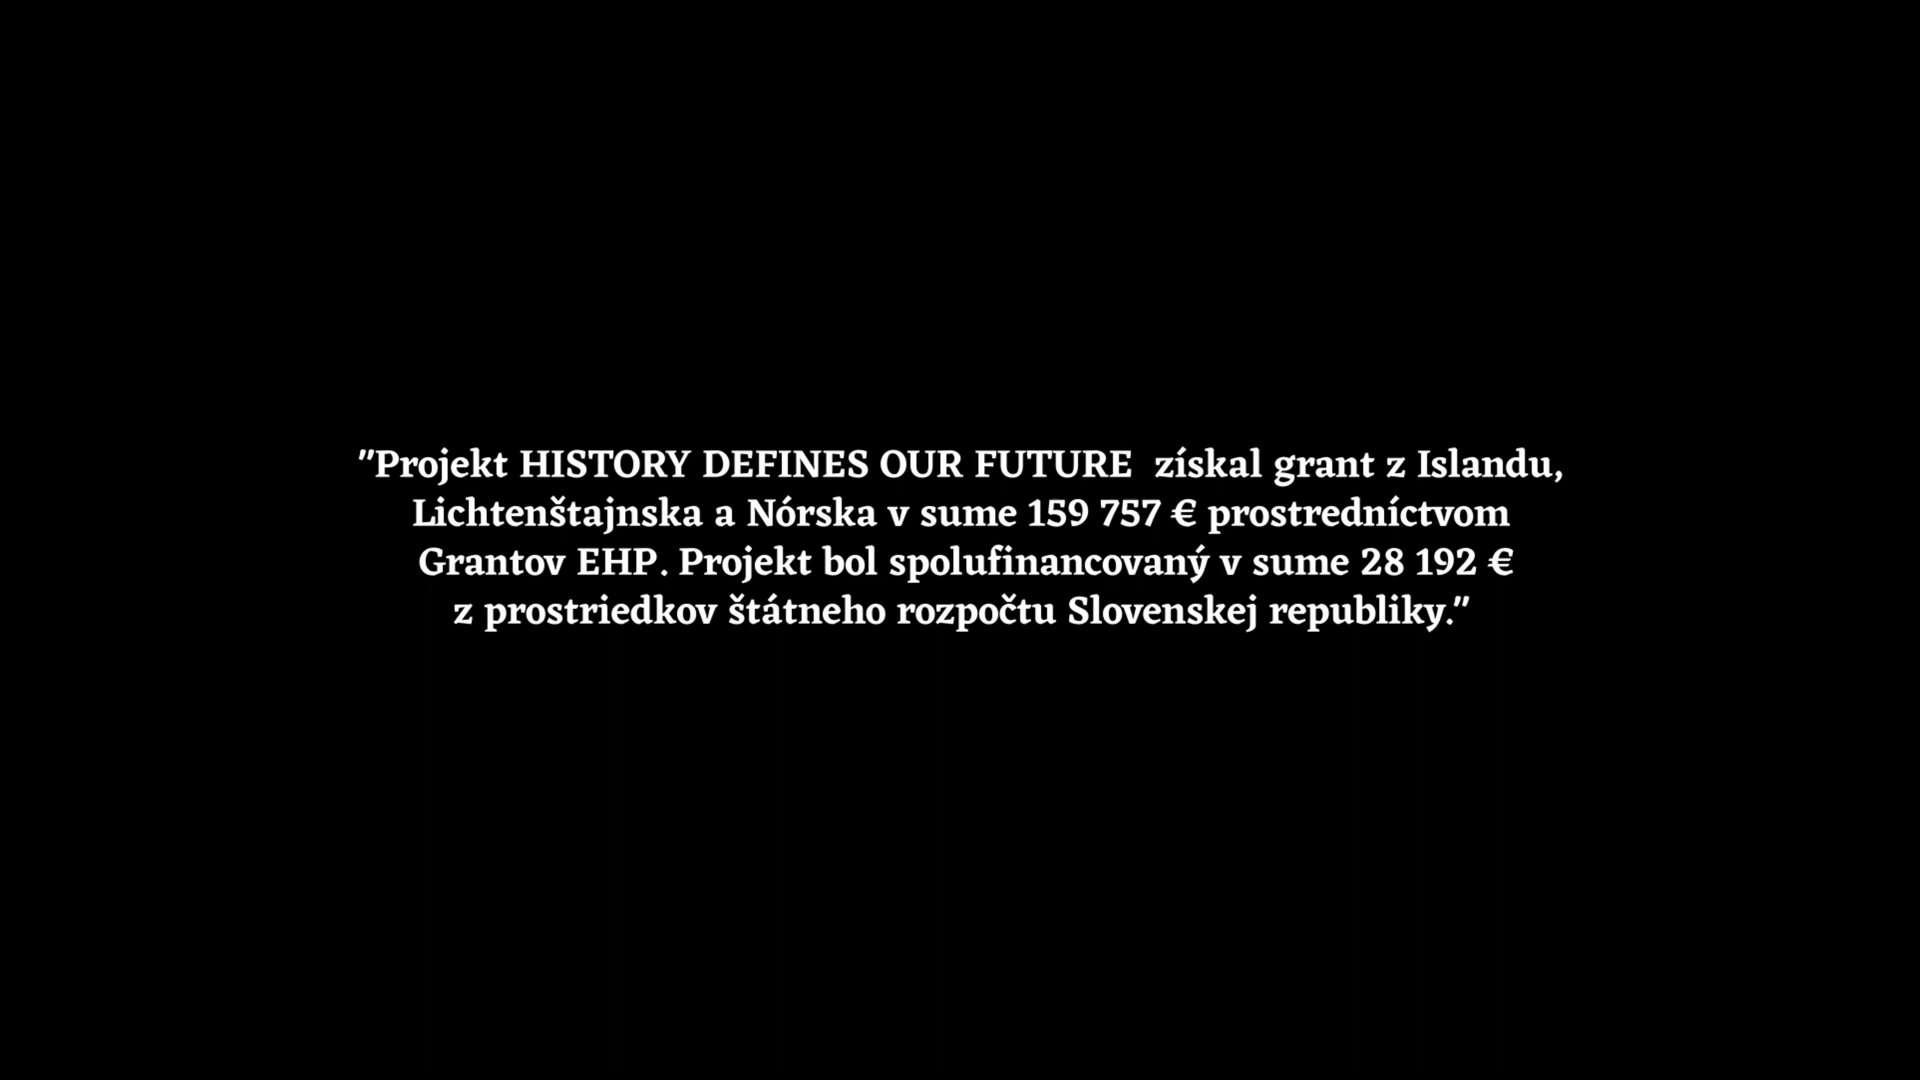 "Projekt HISTORY DEFINES OUR FUTURE  získal grant z Islandu,
Lichtenštajnska a Nórska v sume 159 757 € prostredníctvom
Grantov EHP. Projekt bol spolufinancovaný v sume 28 192 €
z prostriedkov štátneho rozpočtu Slovenskej republiky."